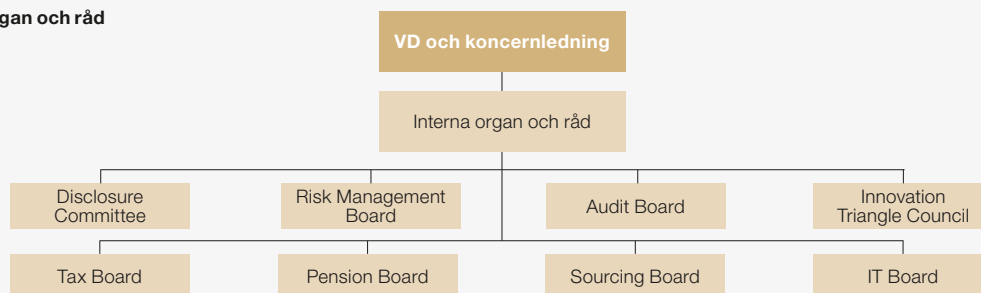 gan och råd
VD och koncernledning
Interna organ och råd
Disclosure
Committee
Risk Management
Board
Audit Board
Innovation
Triangle Council
Tax Board
Pension Board
Sourcing Board
IT Board